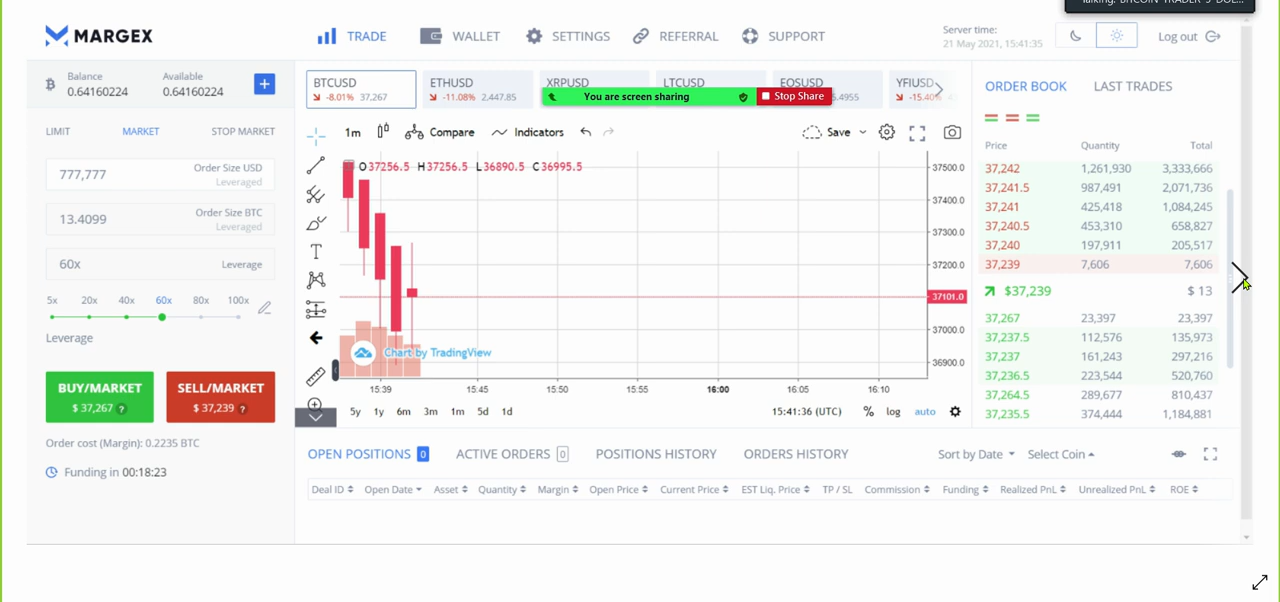 Talking: BITCOIN TRADER'S DOE...
MARGEX
TRADE
WALLET
SETTINGS
REFERRAL
SUPPORT
Server time:
21 May 2021, 15:41:35
Log out
Balance
0.64160224
Available
0.64160224
BTCUSD
-8.01% 37,267
ETHUSD
-11.08% 2,447.85
XRPUSD
LTCUSD
EOSUSD
.4955
YFIUSD
-15.40%
You are screen sharing
Stop Share
LIMIT
MARKET
STOP MARKET
777,777
Order Size USD
Leveraged
13.4099
Order Size BTC
Leveraged
60x
Leverage
5x 20x 40x 60x 80x 100x
Leverage
BUY/MARKET
$ 37,267 ?
SELL/MARKET
$ 37,239 ?
Order cost (Margin): 0.2235 BTC
Funding in 00:18:23
1m
Compare
Indicators
Save
O37256.5 H37256.5 L36890.5 C36995.5
37500.0
37400.0
37300.0
37200.0
37101.0
37000.0
36900.0
Chart by TradingView
15:39 15:45 15:50 15:55 16:00 16:05 16:10
5y 1y 6m 3m 1m 5d 1d
15:41:36 (UTC) % log auto
ORDER BOOK
LAST TRADES
Price Quantity Total
37,242 1,261,930 3,333,666
37,241.5 987,491 2,071,736
37,241 425,418 1,084,245
37,240.5 453,310 658,827
37,240 197,911 205,517
37,239 7,606 7,606
$37,239 $ 13
37,267 23,397 23,397
37,237.5 112,576 135,973
37,237 161,243 297,216
37,236.5 223,544 520,760
37,264.5 289,677 810,437
37,235.5 374,444 1,184,881
OPEN POSITIONS 0
ACTIVE ORDERS 0
POSITIONS HISTORY
ORDERS HISTORY
Sort by Date
Select Coin
Deal ID Open Date Asset Quantity Margin Open Price Current Price EST Liq. Price TP / SL Commission Funding Realized PnL Unrealized PnL ROE